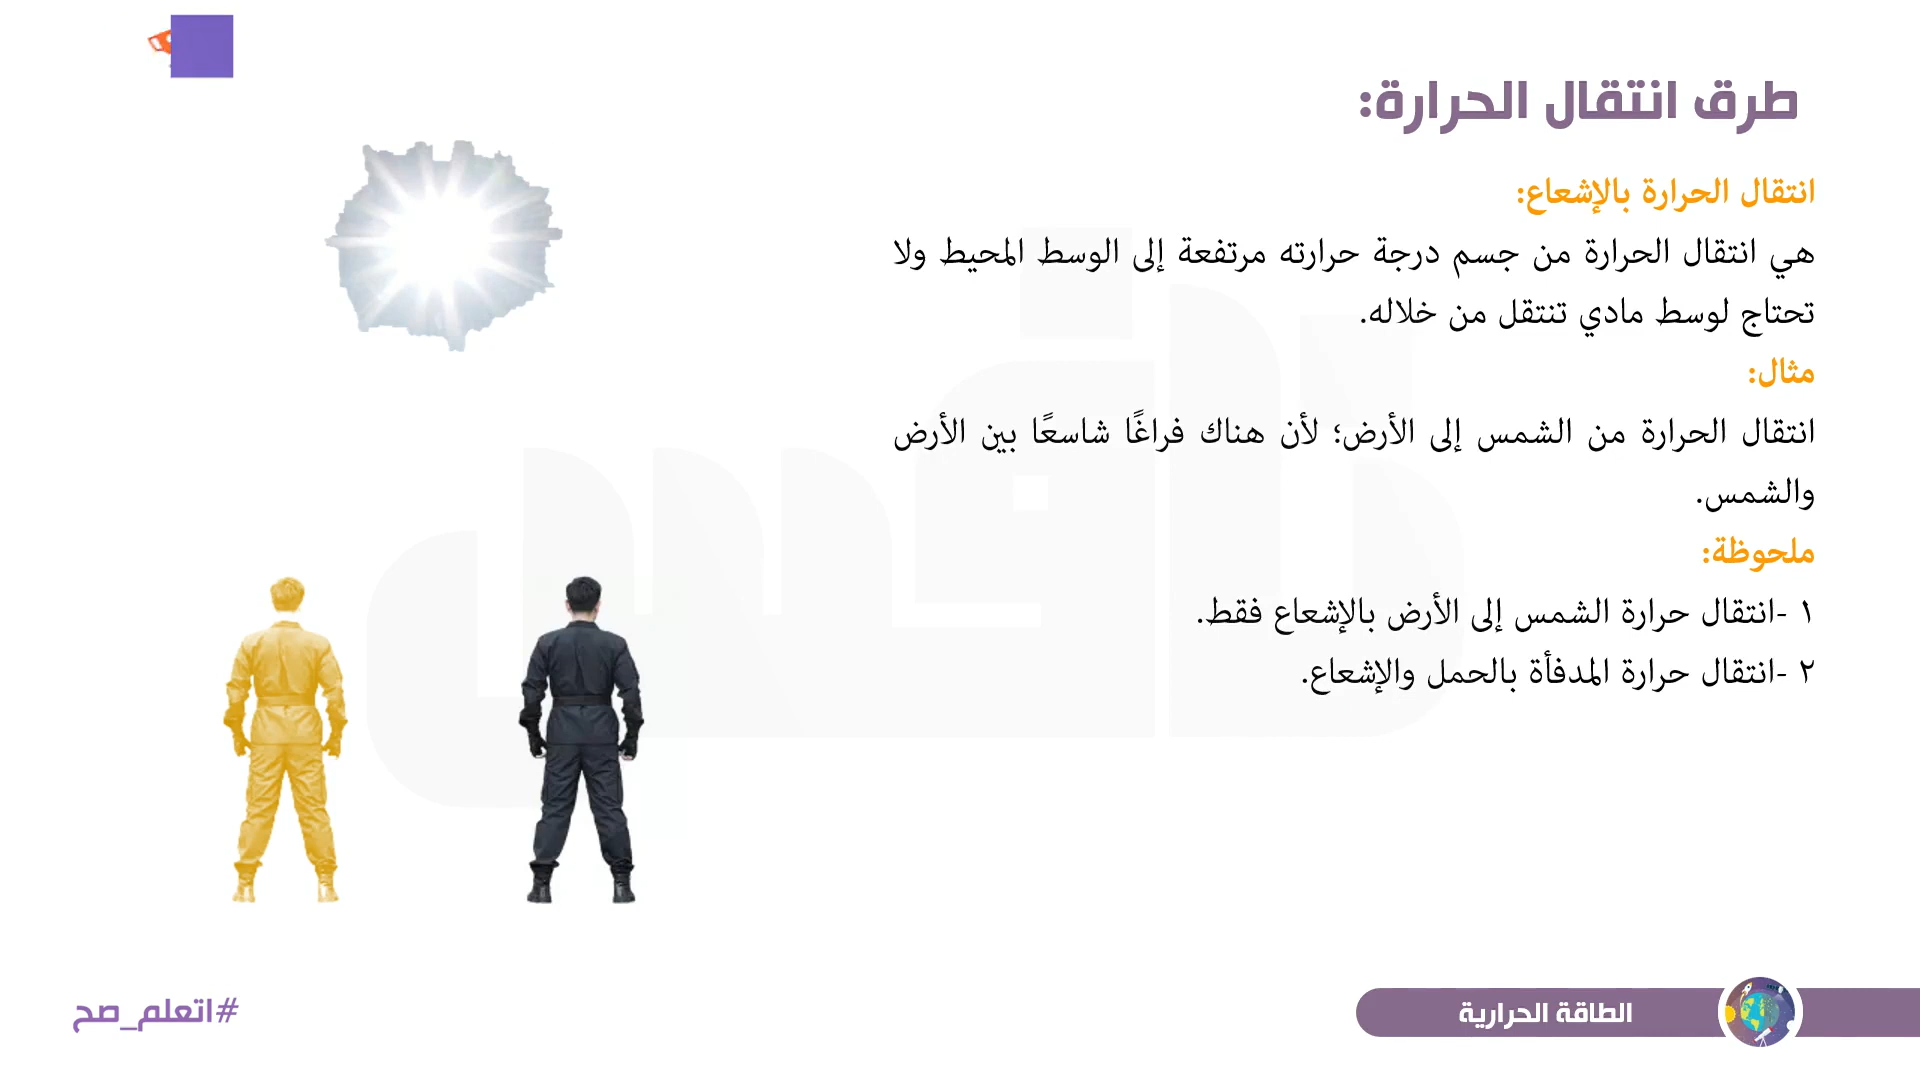 طرق انتقال الحرارة:
انتقال الحرارة بالإشعاع:
هي انتقال الحرارة من جسم درجة حرارته مرتفعة إلى الوسط المحيط ولا
تحتاج لوسط مادي تنتقل من خلاله.
مثال:
انتقال الحرارة من الشمس إلى الأرض؛ لأن هناك فراغًا شاسعًا بين الأرض
والشمس.
ملحوظة:
١ -انتقال حرارة الشمس إلى الأرض بالإشعاع فقط.
٢ -انتقال حرارة المدفأة بالحمل والإشعاع.
الطاقة الحرارية
#اتعلم_صح